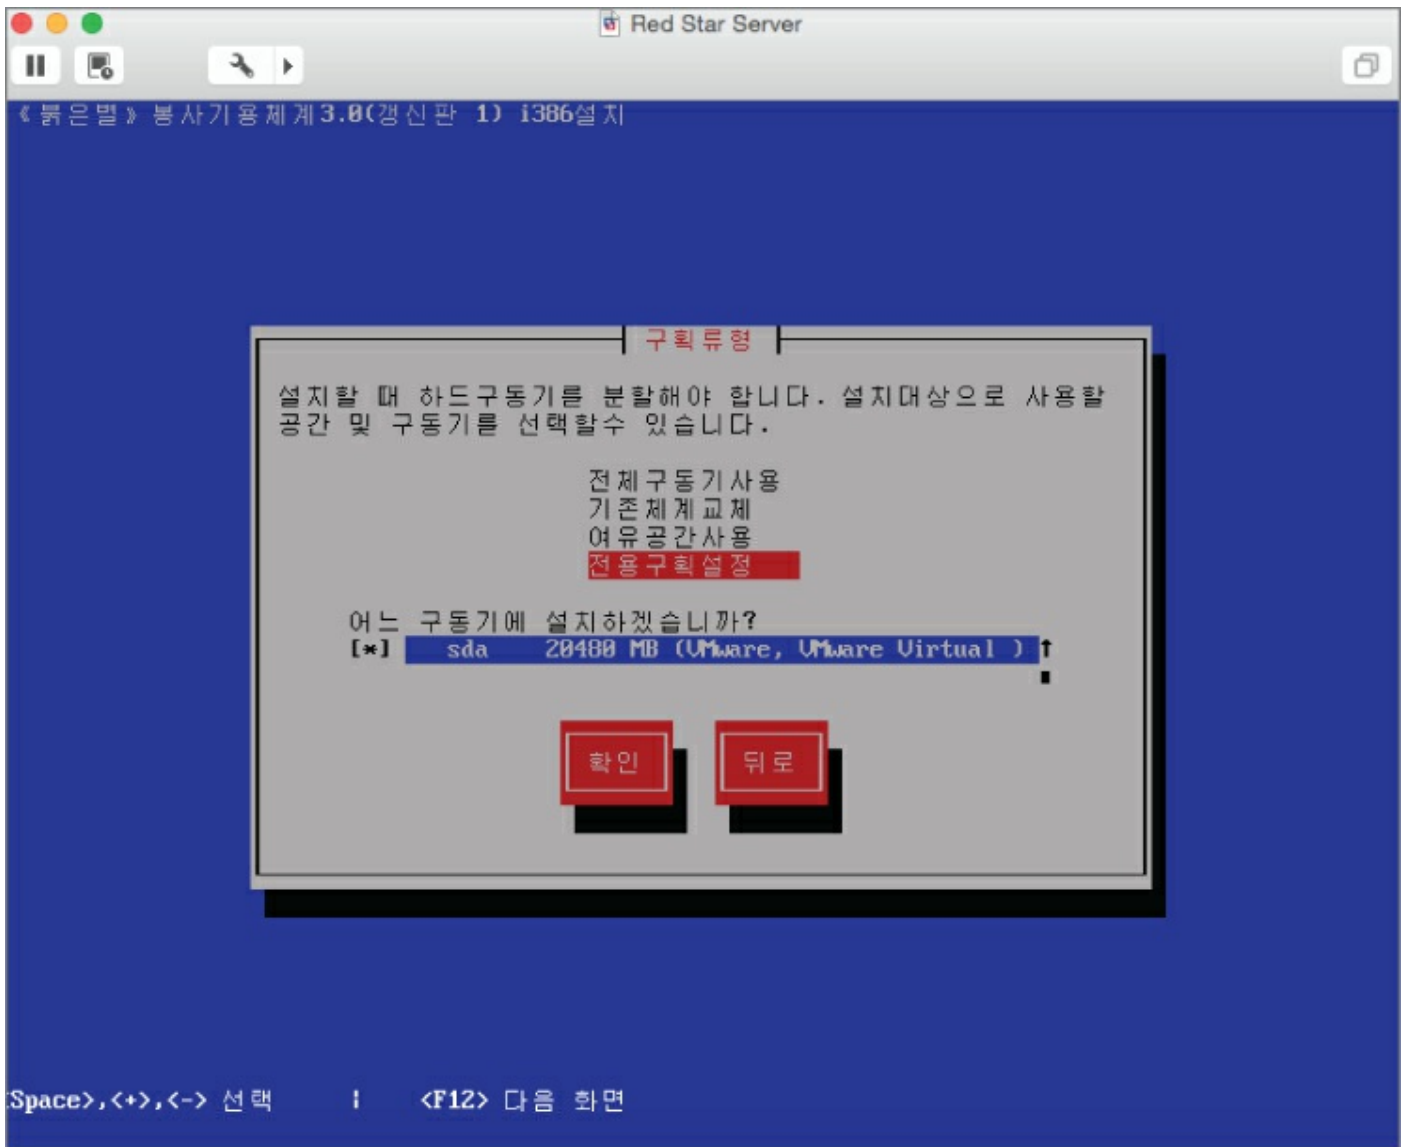 Red Star Server
《붉은별》봉사기용체계3.0(갱신판 1) i386설치
구획류형
설치할 때 하드구동기를 분할해야 합니다. 설치대상으로 사용할
공간 및 구동기를 선택할수 있습니다.
전체구동기사용
기존체계교체
여유공간사용
전용구획설정
어느 구동기에 설치하겠습니까?
[*] sda 20480 MB (VMware, VMware Virtual ) ↑
확인 뒤로
Space>,<+>,<-> 선택 | <F12> 다음 화면